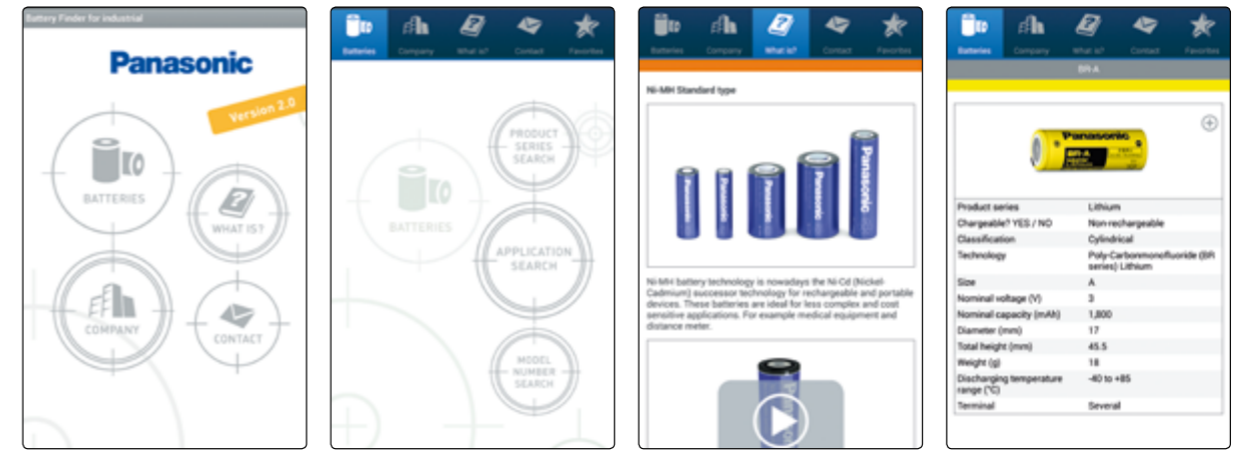 Battery Finder for industrial
Panasonic
Version 2.0
BATTERIES
WHAT IS?
COMPANY
CONTACT
Batteries Company What is? Contact Favorites
PRODUCT
SERIES
SEARCH
BATTERIES
APPLICATION
SEARCH
MODEL
NUMBER
SEARCH
Batteries Company What is? Contact Favorites
Ni-MH Standard type
Panasonic
Panasonic
Panasonic
Panasonic
Panasonic
Ni-MH battery technology is nowadays the Ni-Cd (Nickel-
Cadmium) successor technology for rechargeable and portable
devices. These batteries are ideal for less complex and cost
sensitive applications. For example medical equipment and
distance meter.
Batteries Company What is? Contact Favorites
BR-A
Panasonic
BR-A
Product series Lithium
Chargeable? YES / NO Non-rechargeable
Classification Cylindrical
Technology Poly-Carbonmonofluoride (BR
series) Lithium
Size A
Nominal voltage (V) 3
Nominal capacity (mAh) 1,800
Diameter (mm) 17
Total height (mm) 45.5
Weight (g) 18
Discharging temperature
range (°C) -40 to +85
Terminal Several